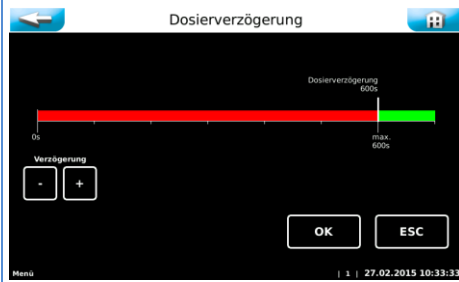 Dosierverzögerung
Dosierverzögerung
600s
0s
max.
600s
Verzögerung
- +
OK ESC
Menü | 1 | 27.02.2015 10:33:33